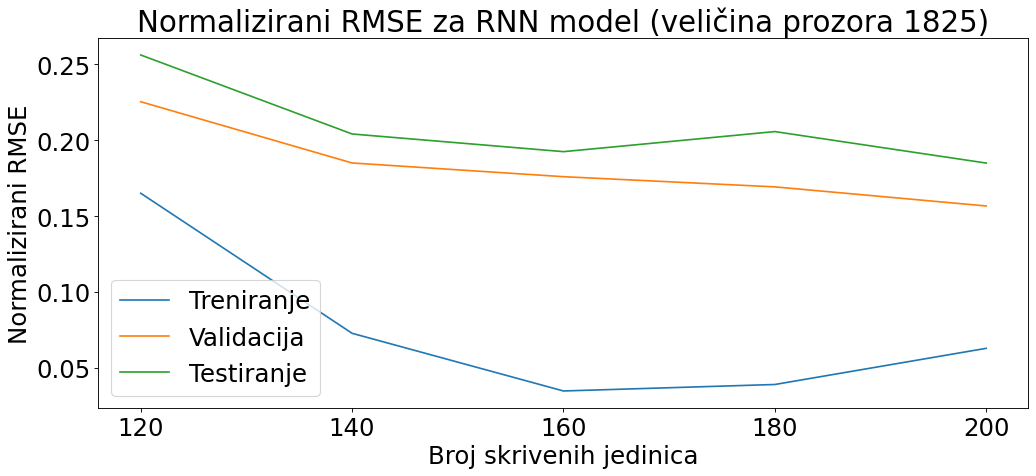 Normalizirani RMSE za RNN model (veličina prozora 1825)
Normalizirani RMSE
0.25
0.20
0.15
0.10
0.05
Treniranje
Validacija
Testiranje
120 140 160 180 200
Broj skrivenih jedinica